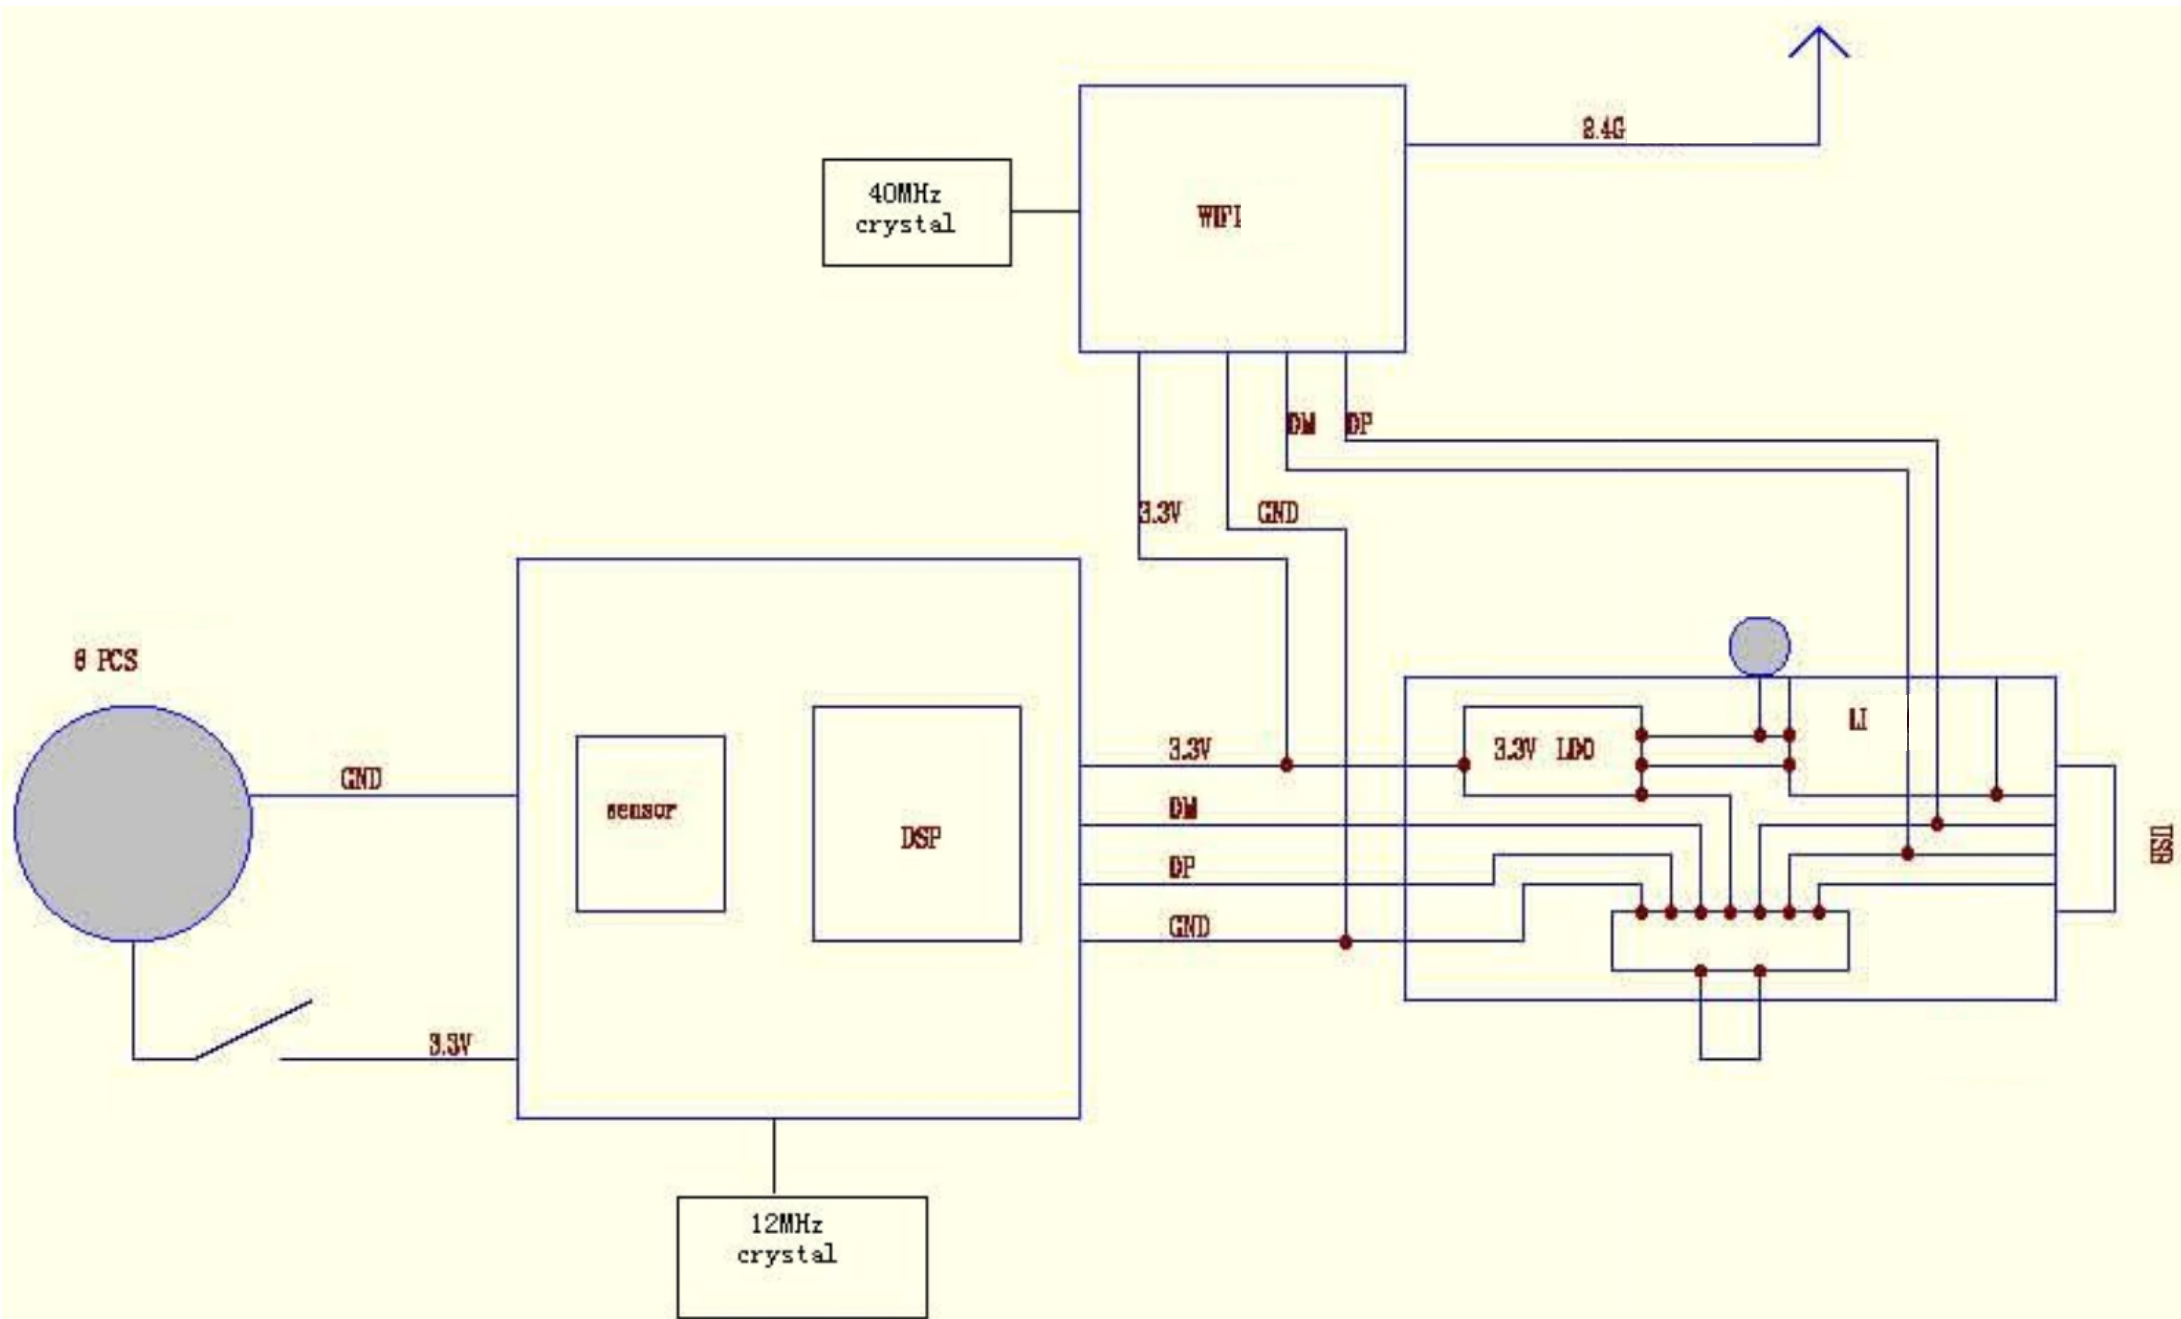 2.4G
40MHz
crystal
WIFI
DM
DP
3.3V
GND
8 PCS
LI
3.3V
3.3V LDO
GND
sensor
DM
DSP
USB
DP
GND
3.3V
12MHz
crystal